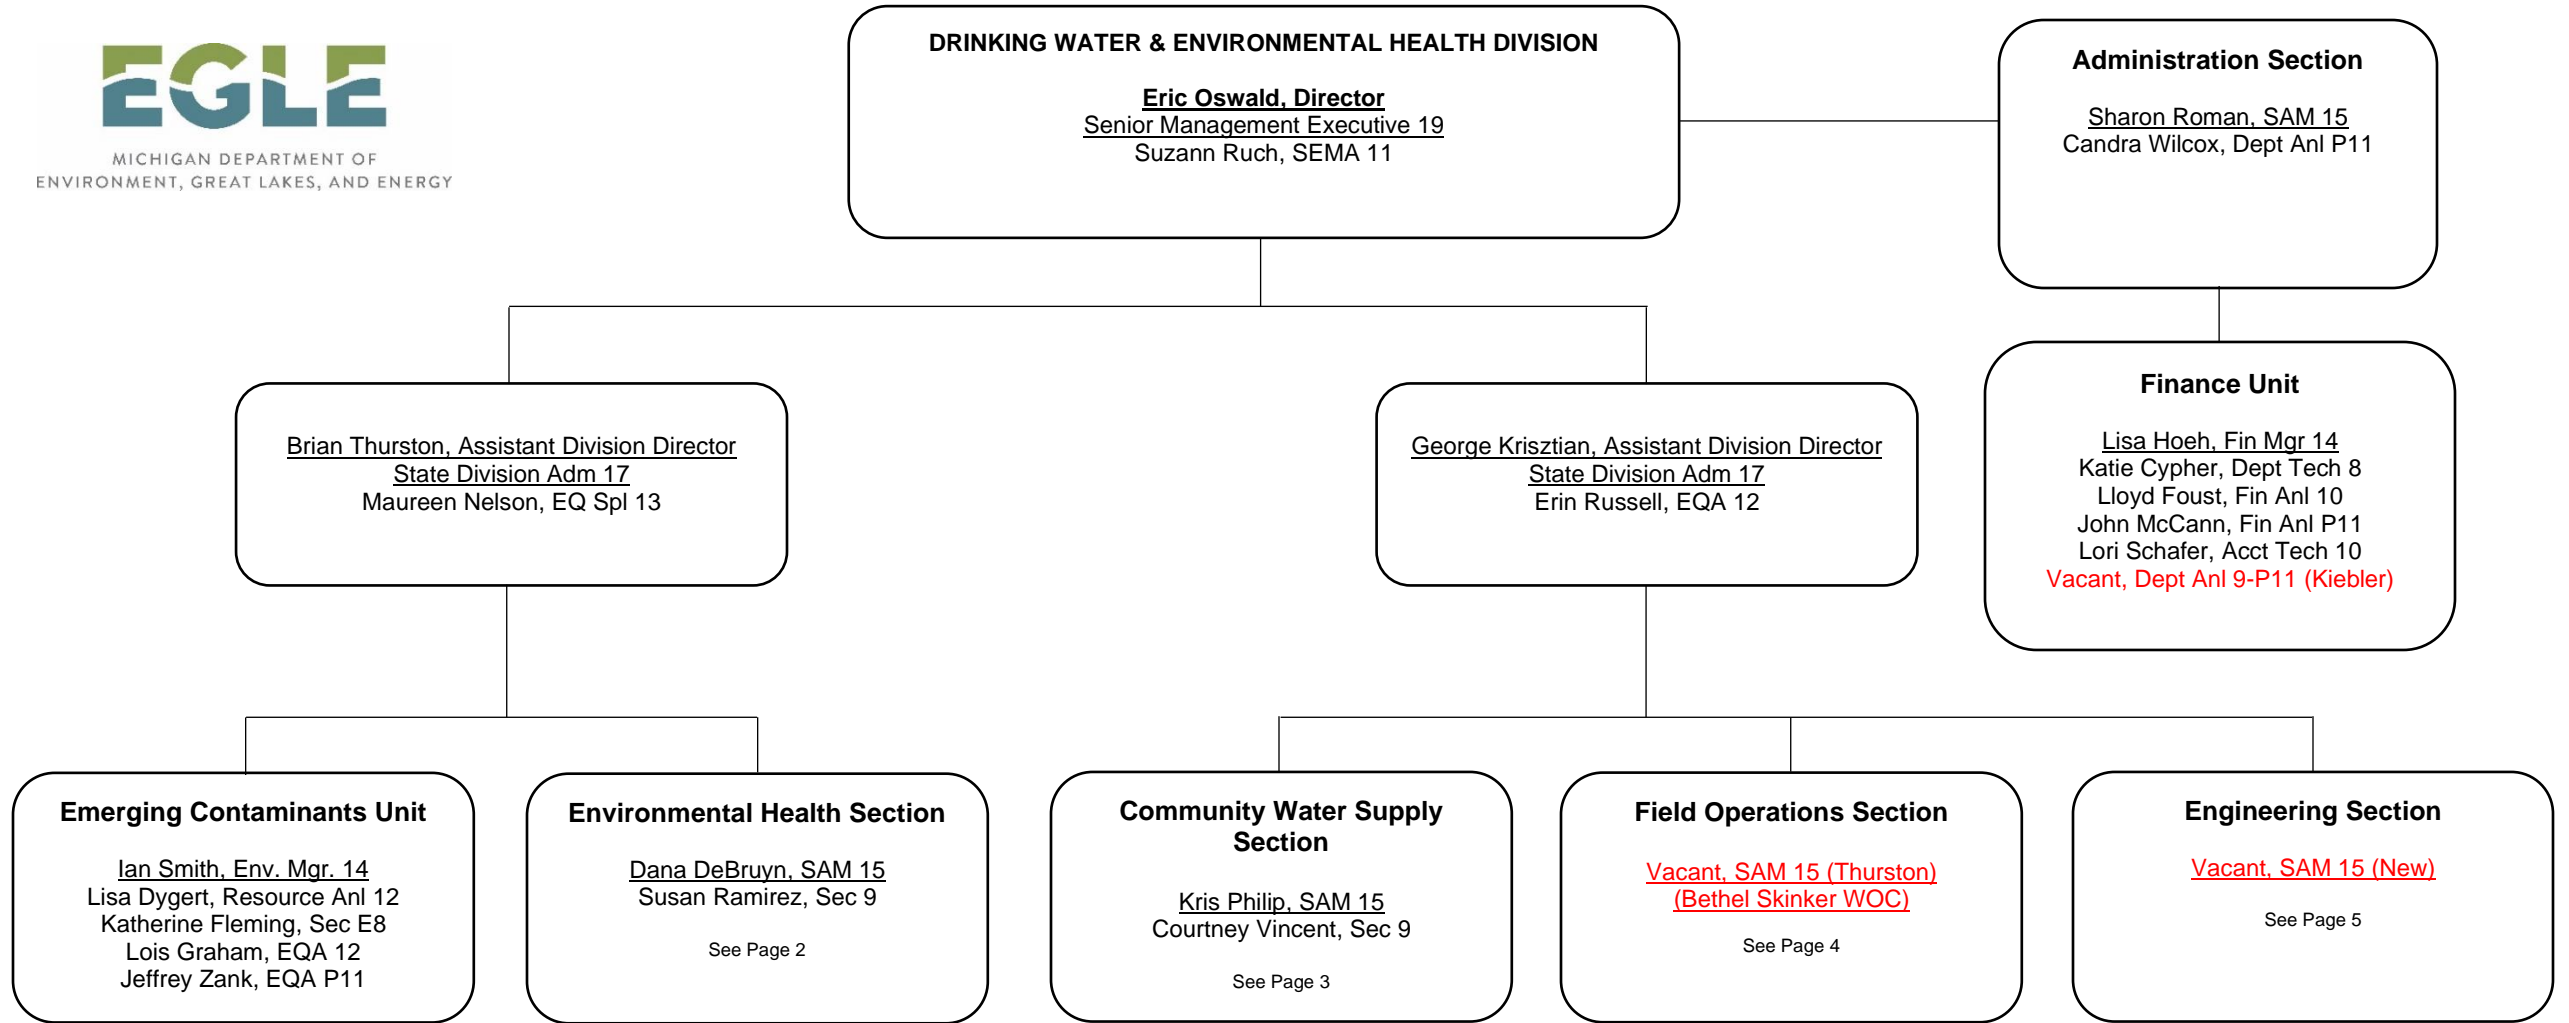 EGLE
MICHIGAN DEPARTMENT OF
ENVIRONMENT, GREAT LAKES, AND ENERGY
DRINKING WATER & ENVIRONMENTAL HEALTH DIVISION
Eric Oswald, Director
Senior Management Executive 19
Suzann Ruch, SEMA 11
Administration Section
Sharon Roman, SAM 15
Candra Wilcox, Dept Anl P11
Finance Unit
Lisa Hoeh, Fin Mgr 14
Katie Cypher, Dept Tech 8
Lloyd Foust, Fin Anl 10
John McCann, Fin Anl P11
Lori Schafer, Acct Tech 10
Vacant, Dept Anl 9-P11 (Kiebler)
Brian Thurston, Assistant Division Director
State Division Adm 17
Maureen Nelson, EQ Spl 13
George Krisztian, Assistant Division Director
State Division Adm 17
Erin Russell, EQA 12
Emerging Contaminants Unit
Ian Smith, Env. Mgr. 14
Lisa Dygert, Resource Anl 12
Katherine Fleming, Sec E8
Lois Graham, EQA 12
Jeffrey Zank, EQA P11
Environmental Health Section
Dana DeBruyn, SAM 15
Susan Ramirez, Sec 9
See Page 2
Community Water Supply
Section
Kris Philip, SAM 15
Courtney Vincent, Sec 9
See Page 3
Field Operations Section
Vacant, SAM 15 (Thurston)
(Bethel Skinker WOC)
See Page 4
Engineering Section
Vacant, SAM 15 (New)
See Page 5